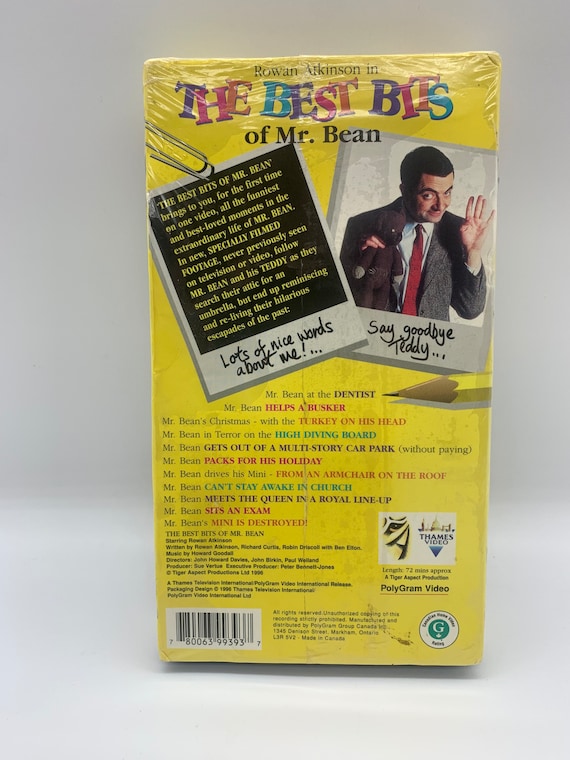 Rowan Atkinson in
THE BEST BITS
of Mr. Bean
'THE BEST BITS OF MR. BEAN'
brings to you, for the first time
on one video, all the funniest
and best-loved moments in the
extraordinary life of MR. BEAN.
In new, SPECIALLY FILMED
FOOTAGE, never previously seen
on television or video, follow
MR. BEAN and his TEDDY as they
search their attic for an
umbrella, but end up reminiscing
and re-living their hilarious
escapades of the past:
Lots of nice words
about me!...
Say goodbye
Teddy...
Mr. Bean at the DENTIST
Mr. Bean HELPS A BUSKER
Mr. Bean's Christmas - with the TURKEY ON HIS HEAD
Mr. Bean in Terror on the HIGH DIVING BOARD
Mr. Bean GETS OUT OF A MULTI-STORY CAR PARK (without paying)
Mr. Bean PACKS FOR HIS HOLIDAY
Mr. Bean drives his Mini - FROM AN ARMCHAIR ON THE ROOF
Mr. Bean CAN'T STAY AWAKE IN CHURCH
Mr. Bean MEETS THE QUEEN IN A ROYAL LINE-UP
Mr. Bean SITS AN EXAM
Mr. Bean's MINI IS DESTROYED!
THE BEST BITS OF MR. BEAN
Starring Rowan Atkinson
Written by Rowan Atkinson, Richard Curtis, Robin Driscoll with Ben Elton.
Music by Howard Goodall
Directors: John Howard Davies, John Birkin, Paul Weiland
Producer: Sue Vertue Executive Producer: Peter Bennett-Jones
© Tiger Aspect Productions Ltd 1996
A Thames Television International/PolyGram Video International Release.
Packaging Design © 1996 Thames Television International/
PolyGram Video International Ltd
THAMES
VIDEO
Length: 72 mins approx
A Tiger Aspect Production
PolyGram Video
7 80063 99393 7
All rights reserved. Unauthorized copying of this
recording strictly prohibited. Manufactured and
distributed by PolyGram Group Canada Inc.
1345 Denison Street, Markham, Ontario
L3R 5V2 - Made in Canada
Canadian Home Video
G
Rating